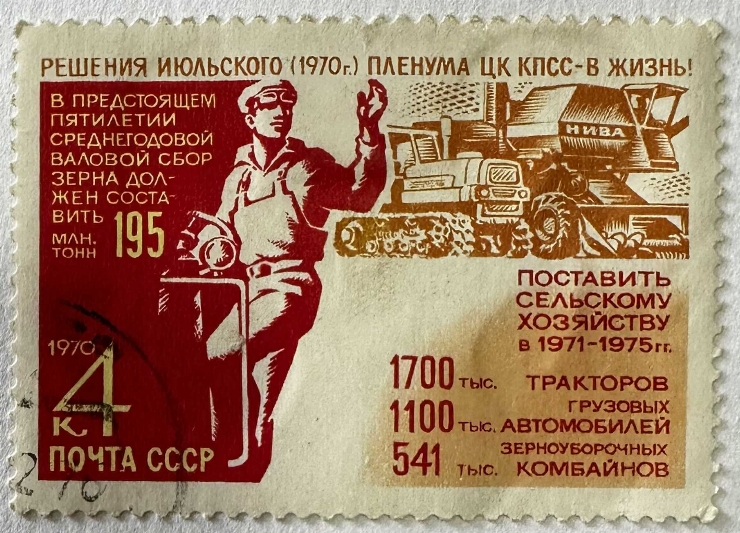 РЕШЕНИЯ ИЮЛЬСКОГО (1970г.) ПЛЕНУМА ЦК КПСС-В ЖИЗНЬ!
В ПРЕДСТОЯЩЕМ
ПЯТИЛЕТИИ
СРЕДНЕГОДОВОЙ
ВАЛОВОЙ СБОР
ЗЕРНА ДОЛ-
ЖЕН СОСТА-
ВИТЬ 195
МЛН.
ТОНН
НИВА
ПОСТАВИТЬ
СЕЛЬСКОМУ
ХОЗЯЙСТВУ
в 1971-1975гг.
1700 тыс. ТРАКТОРОВ
1100 тыс. ГРУЗОВЫХ
АВТОМОБИЛЕЙ
541 тыс. ЗЕРНОУБОРОЧНЫХ
КОМБАЙНОВ
1970
4
К
ПОЧТА СССР